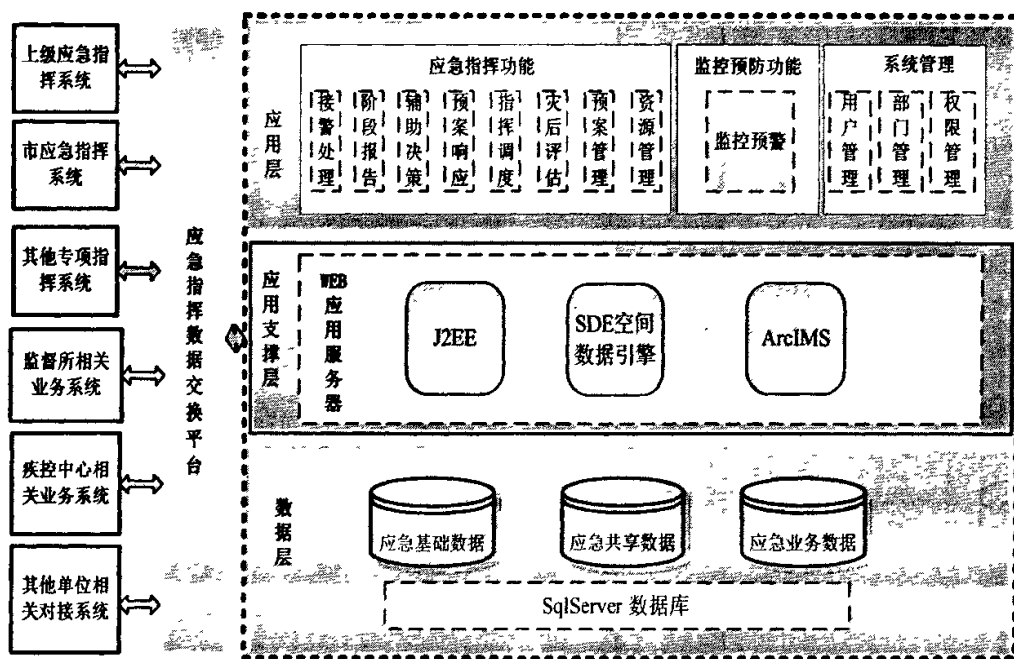 上级应急指
挥系统
市应急指挥
系统
其他专项指
挥系统
监督所相关
业务系统
疾控中心相
关业务系统
其他单位相
关对接系统
应急指挥数据交换平台
应用层
应急指挥功能
接警处理
阶段报告
辅助决策
预案响应
指挥调度
灾后评估
预案管理
资源管理
监控预防功能
监控预警
系统管理
用户管理
部门管理
权限管理
应用支撑层
WEB应用服务器
J2EE
SDE空间
数据引擎
ArcIMS
数据层
应急基础数据
应急共享数据
应急业务数据
SqlServer 数据库